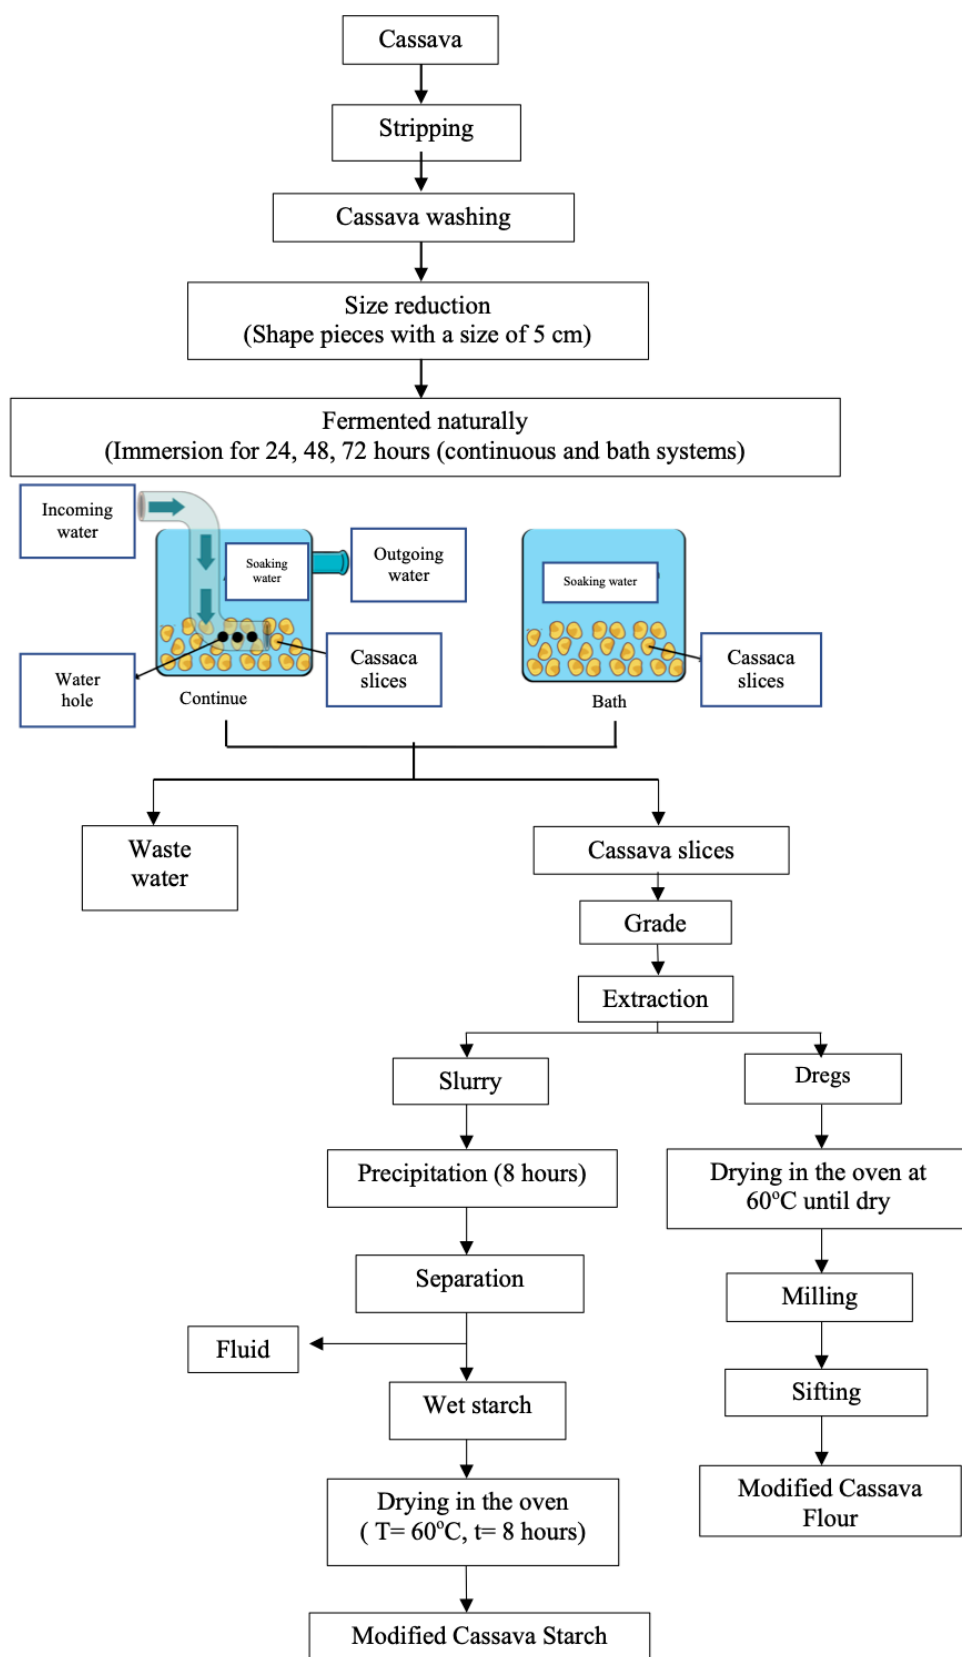 Cassava
Stripping
Cassava washing
Size reduction
(Shape pieces with a size of 5 cm)
Fermented naturally
(Immersion for 24, 48, 72 hours (continuous and bath systems)
Incoming
water
Soaking
water
Outgoing
water
Water
hole
Cassaca
slices
Continue
Soaking water
Cassaca
slices
Bath
Waste
water
Cassava slices
Grade
Extraction
Slurry
Dregs
Precipitation (8 hours)
Drying in the oven at
60°C until dry
Separation
Milling
Fluid
Wet starch
Sifting
Drying in the oven
( T= 60°C, t= 8 hours)
Modified Cassava
Flour
Modified Cassava Starch